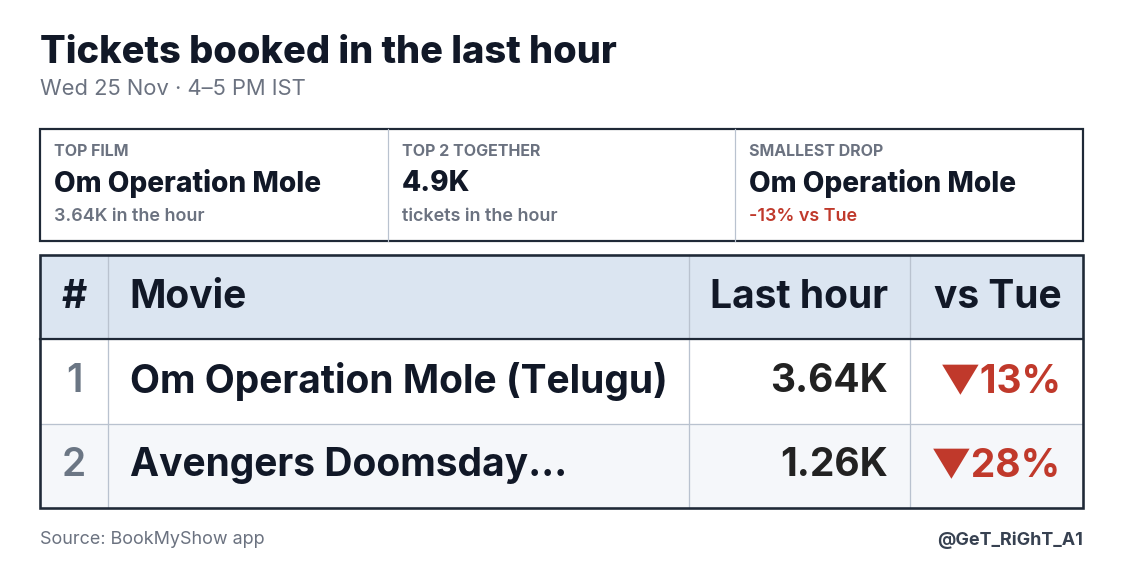 Tickets booked in the last hour
Wed 25 Nov · 4–5 PM IST
TOP FILM
Om Operation Mole
3.64K in the hour
TOP 2 TOGETHER
4.9K
tickets in the hour
SMALLEST DROP
Om Operation Mole
-13% vs Tue
# Movie Last hour vs Tue
1 Om Operation Mole (Telugu) 3.64K ▼13%
2 Avengers Doomsday... 1.26K ▼28%
Source: BookMyShow app
@GeT_RiGhT_A1